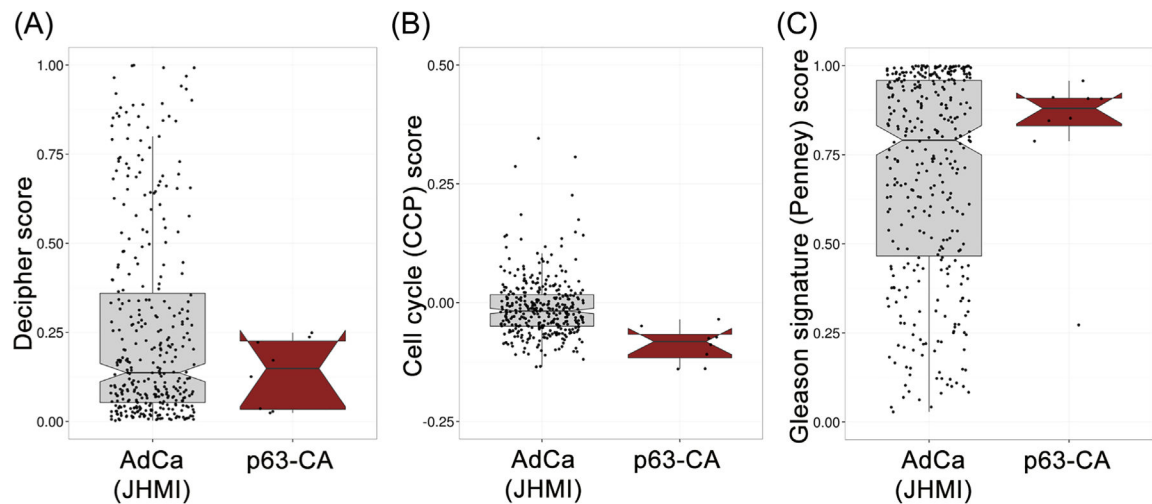 (A)
Decipher score
1.00
0.75
0.50
0.25
0.00
AdCa
(JHMI)
p63-CA
(B)
Cell cycle (CCP) score
0.50
0.25
0.00
-0.25
AdCa
(JHMI)
p63-CA
(C)
Gleason signature (Penney) score
1.00
0.75
0.50
0.25
0.00
AdCa
(JHMI)
p63-CA